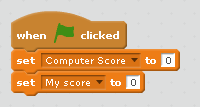 when clicked
set Computer Score to 0
set My score to 0